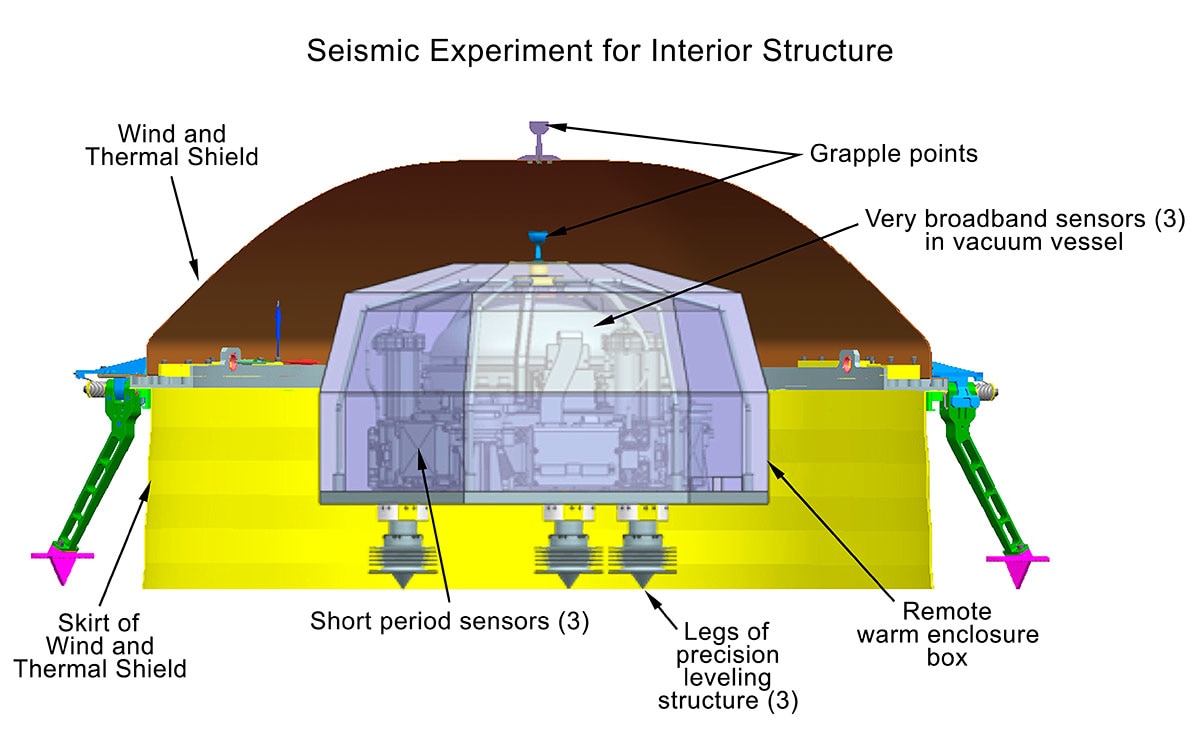 Seismic Experiment for Interior Structure
Wind and
Thermal Shield
Grapple points
Very broadband sensors (3)
in vacuum vessel
Skirt of
Wind and
Thermal Shield
Short period sensors (3)
Legs of
precision
leveling
structure (3)
Remote
warm enclosure
box